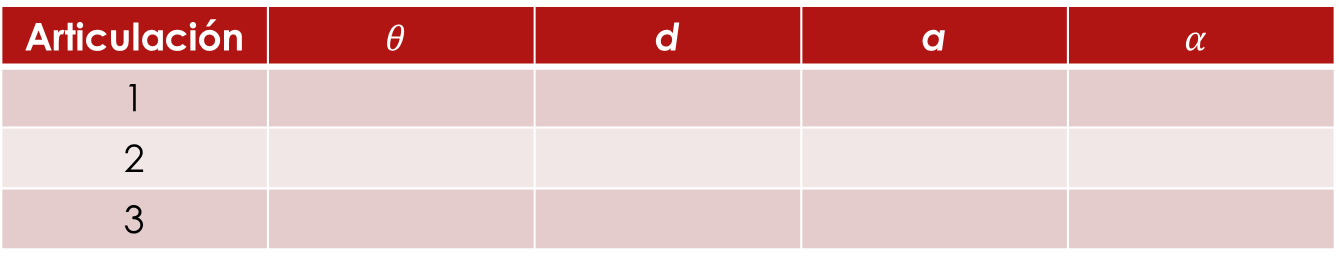 Articulación θ d a α
1
2
3